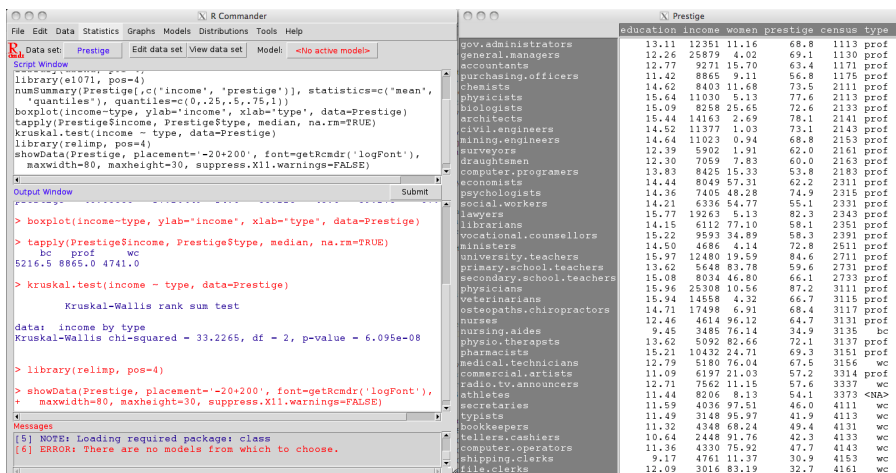 R Commander
File Edit Data Statistics Graphs Models Distributions Tools Help
Data set: Prestige Edit data set View data set Model: <No active model>
Script Window
library(e1071, pos=4)
numSummary(Prestige[,c("income", "prestige")], statistics=c("mean",
"quantiles"), quantiles=c(0,.25,.5,.75,1))
boxplot(income~type, ylab="income", xlab="type", data=Prestige)
tapply(Prestige$income, Prestige$type, median, na.rm=TRUE)
kruskal.test(income ~ type, data=Prestige)
library(relimp, pos=4)
showData(Prestige, placement='-20+200', font=getRcmdr('logFont'),
maxwidth=80, maxheight=30, suppress.X11.warnings=FALSE)
Output Window Submit
> boxplot(income~type, ylab="income", xlab="type", data=Prestige)
> tapply(Prestige$income, Prestige$type, median, na.rm=TRUE)
bc prof wc
5216.5 8865.0 4741.0
> kruskal.test(income ~ type, data=Prestige)
Kruskal-Wallis rank sum test
data: income by type
Kruskal-Wallis chi-squared = 33.2265, df = 2, p-value = 6.095e-08
> library(relimp, pos=4)
> showData(Prestige, placement='-20+200', font=getRcmdr('logFont'),
+ maxwidth=80, maxheight=30, suppress.X11.warnings=FALSE)
Messages
[5] NOTE: Loading required package: class
[6] ERROR: There are no models from which to choose.
Prestige
education income women prestige census type
gov.administrators 13.11 12351 11.16 68.8 1113 prof
general.managers 12.26 25879 4.02 69.1 1130 prof
accountants 12.77 9271 15.70 63.4 1171 prof
purchasing.officers 11.42 8865 9.11 56.8 1175 prof
chemists 14.62 8403 11.68 73.5 2111 prof
physicists 15.64 11030 5.13 77.6 2113 prof
biologists 15.09 8258 25.65 72.6 2133 prof
architects 15.44 14163 2.69 78.1 2141 prof
civil.engineers 14.52 11377 1.03 73.1 2143 prof
mining.engineers 14.64 11023 0.94 68.8 2153 prof
surveyors 12.39 5902 1.91 62.0 2161 prof
draughtsmen 12.30 7059 7.83 60.0 2163 prof
computer.programers 13.83 8425 15.33 53.8 2183 prof
economists 14.44 8049 57.31 62.2 2311 prof
psychologists 14.36 7405 48.28 74.9 2315 prof
social.workers 14.21 6336 54.77 55.1 2331 prof
lawyers 15.77 19263 5.13 82.3 2343 prof
librarians 14.15 6112 77.10 58.1 2351 prof
vocational.counsellors 15.22 9593 34.89 58.3 2391 prof
ministers 14.50 4686 4.14 72.8 2511 prof
university.teachers 15.97 12480 19.59 84.6 2711 prof
primary.school.teachers 13.62 5648 83.78 59.6 2731 prof
secondary.school.teachers 15.08 8034 46.80 66.1 2733 prof
physicians 15.96 25308 10.56 87.2 3111 prof
veterinarians 15.94 14558 4.32 66.7 3115 prof
osteopaths.chiropractors 14.71 17498 6.91 68.4 3117 prof
nurses 12.46 4614 96.12 64.7 3131 prof
nursing.aides 9.45 3485 76.14 34.9 3135 bc
physio.therapsts 13.62 5092 82.66 72.1 3137 prof
pharmacists 15.21 10432 24.71 69.3 3151 prof
medical.technicians 12.79 5180 76.04 67.5 3156 wc
commercial.artists 11.09 6197 21.03 57.2 3314 prof
radio.tv.announcers 12.71 7562 11.15 57.6 3337 wc
athletes 11.44 8206 8.13 54.1 3373 <NA>
secretaries 11.59 4036 97.51 46.0 4111 wc
typists 11.49 3148 95.97 41.9 4113 wc
bookkeepers 11.32 4348 68.24 49.4 4131 wc
tellers.cashiers 10.64 2448 91.76 42.3 4133 wc
computer.operators 11.36 4330 75.92 47.7 4143 wc
shipping.clerks 9.17 4761 11.37 30.9 4153 wc
file.clerks 12.09 3016 83.19 32.7 4161 wc